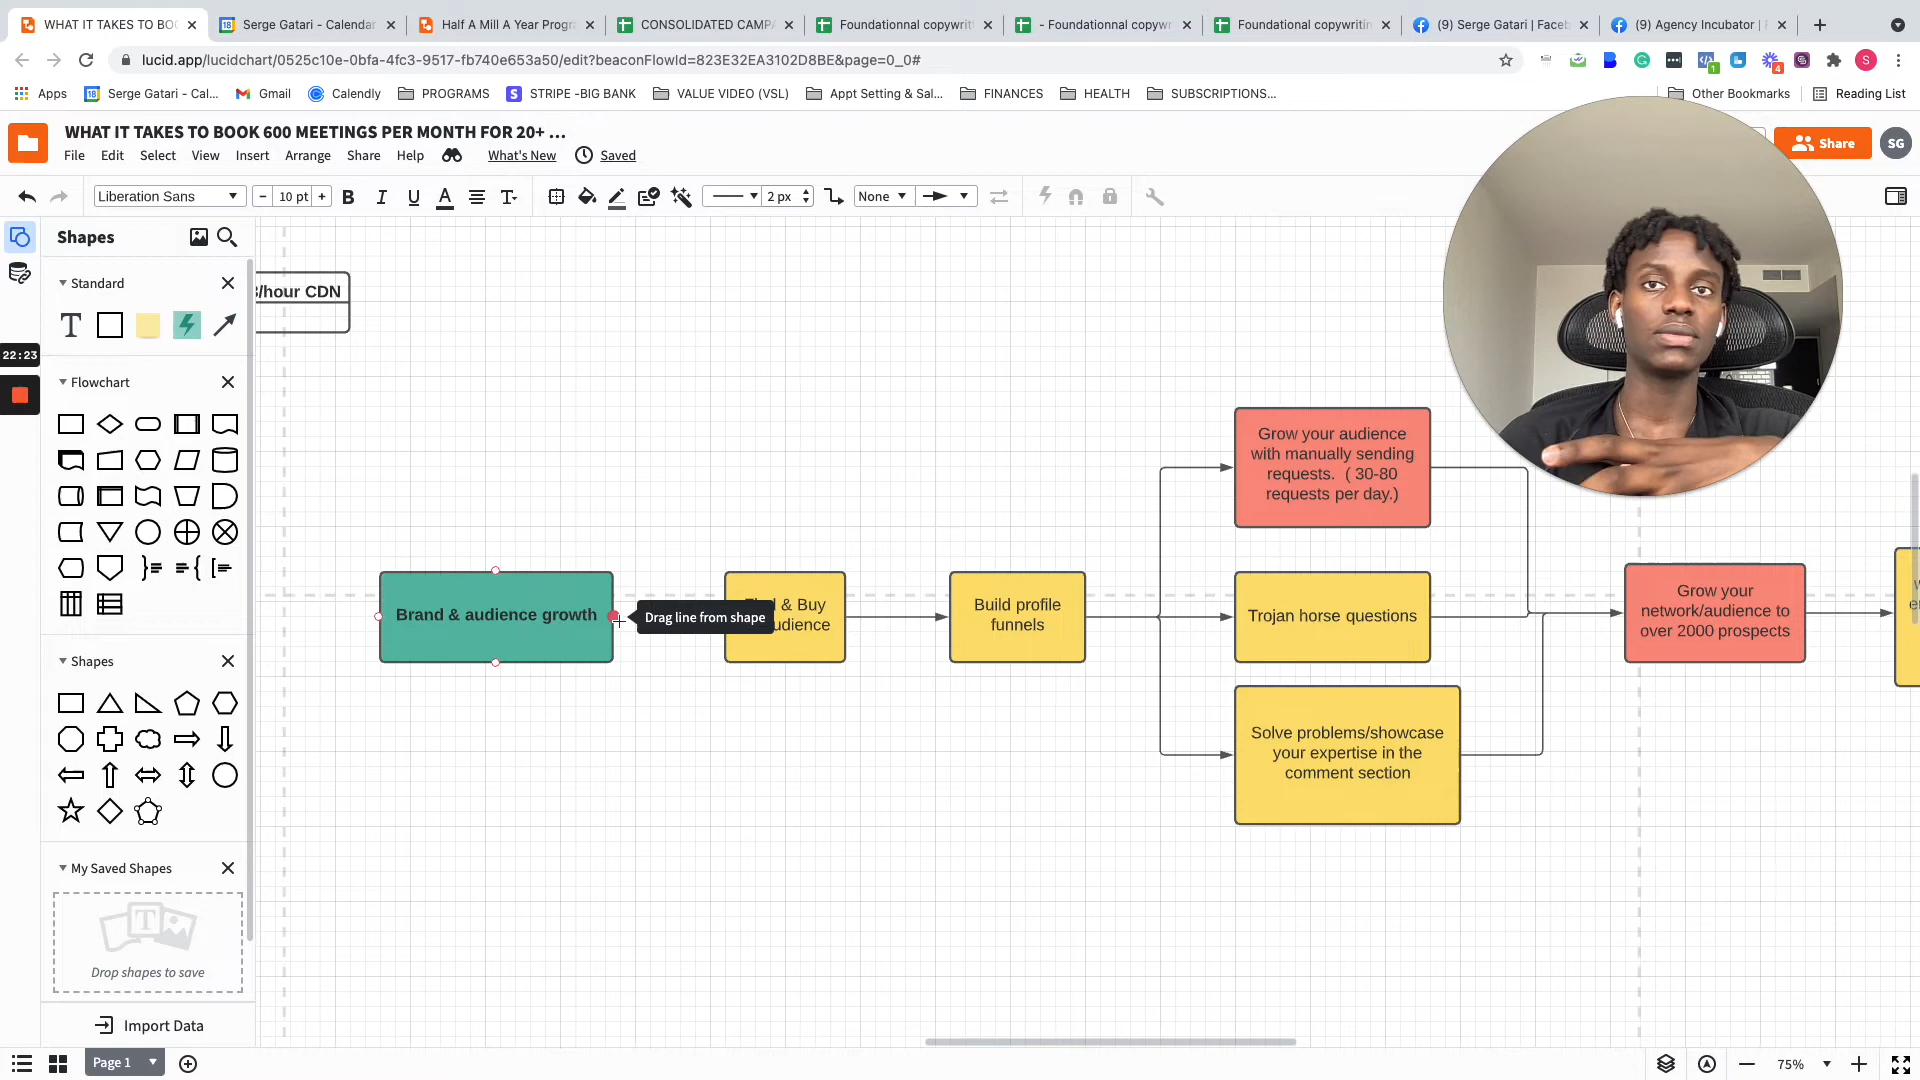 WHAT IT TAKES TO BOO
Serge Gatari - Calendar
Half A Mill A Year Progr
CONSOLIDATED CAMPA
Foundationnal copywrit
- Foundationnal copywr
Foundational copywritin
(9) Serge Gatari | Faceb
(9) Agency Incubator | F
lucid.app/lucidchart/0525c10e-0bfa-4fc3-9517-fb740e653a50/edit?beaconFlowId=823E32EA3102D8BE&page=0_0#
1
4
S
Apps
Serge Gatari - Cal...
Gmail
Calendly
PROGRAMS
STRIPE -BIG BANK
VALUE VIDEO (VSL)
Appt Setting & Sal...
FINANCES
HEALTH
SUBSCRIPTIONS...
Other Bookmarks
Reading List
WHAT IT TAKES TO BOOK 600 MEETINGS PER MONTH FOR 20+ ...
File
Edit
Select
View
Insert
Arrange
Share
Help
What's New
Saved
Share
SG
Liberation Sans
10 pt
2 px
None
Shapes
Standard
22:23
Flowchart
Shapes
My Saved Shapes
Drop shapes to save
Import Data
Page 1
75%
/hour CDN
Brand & audience growth
Drag line from shape
& Buy
udience
Build profile
funnels
Grow your audience
with manually sending
requests. ( 30-80
requests per day.)
Trojan horse questions
Solve problems/showcase
your expertise in the
comment section
Grow your
network/audience to
over 2000 prospects